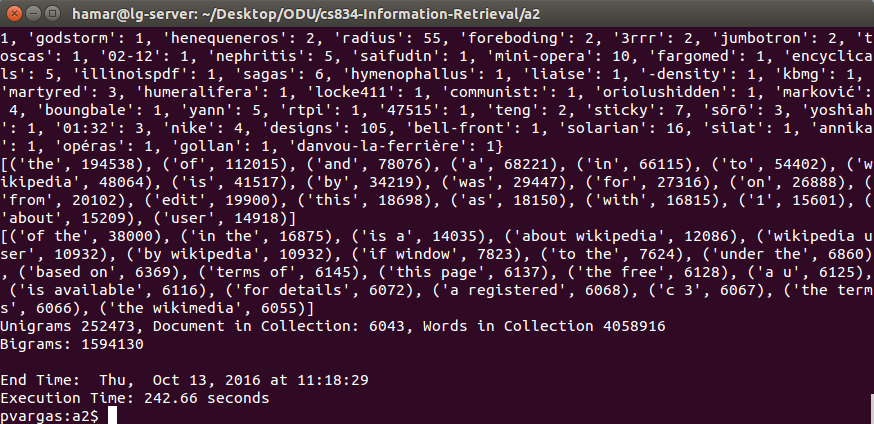 hamar@lg-server: ~/Desktop/ODU/cs834-Information-Retrieval/a2
1, 'godstorm': 1, 'henequeneros': 2, 'radius': 55, 'foreboding': 2, '3rrr': 2, 'jumbotron': 2, 't
oscas': 1, '02-12': 1, 'nephritis': 5, 'saifudin': 1, 'mini-opera': 10, 'fargomed': 1, 'encyclica
ls': 5, 'illinoispdf': 1, 'sagas': 6, 'hymenophallus': 1, 'liaise': 1, '-density': 1, 'kbmg': 1,
'martyred': 3, 'humeralifera': 1, 'locke411': 1, 'communist:': 1, 'oriolushidden': 1, 'marković':
4, 'boungbale': 1, 'yann': 5, 'rtpi': 1, '47515': 1, 'teng': 2, 'sticky': 7, 'sōrō': 3, 'yoshiah
': 1, '01:32': 3, 'nike': 4, 'designs': 105, 'bell-front': 1, 'solarian': 16, 'silat': 1, 'annika
': 1, 'opéras': 1, 'gollan': 1, 'danvou-la-ferrière': 1}
[('the', 194538), ('of', 112015), ('and', 78076), ('a', 68221), ('in', 66115), ('to', 54402), ('w
ikipedia', 48064), ('is', 41517), ('by', 34219), ('was', 29447), ('for', 27316), ('on', 26888), (
'from', 20102), ('edit', 19900), ('this', 18698), ('as', 18150), ('with', 16815), ('1', 15601), (
'about', 15209), ('user', 14918)]
[('of the', 38000), ('in the', 16875), ('is a', 14035), ('about wikipedia', 12086), ('wikipedia u
ser', 10932), ('by wikipedia', 10932), ('if window', 7823), ('to the', 7624), ('under the', 6860)
, ('based on', 6369), ('terms of', 6145), ('this page', 6137), ('the free', 6128), ('a u', 6125),
('is available', 6116), ('for details', 6072), ('a registered', 6068), ('c 3', 6067), ('the term
s', 6066), ('the wikimedia', 6055)]
Unigrams 252473, Document in Collection: 6043, Words in Collection 4058916
Bigrams: 1594130
End Time:  Thu,  Oct 13, 2016 at 11:18:29
Execution Time: 242.66 seconds
pvargas:a2$